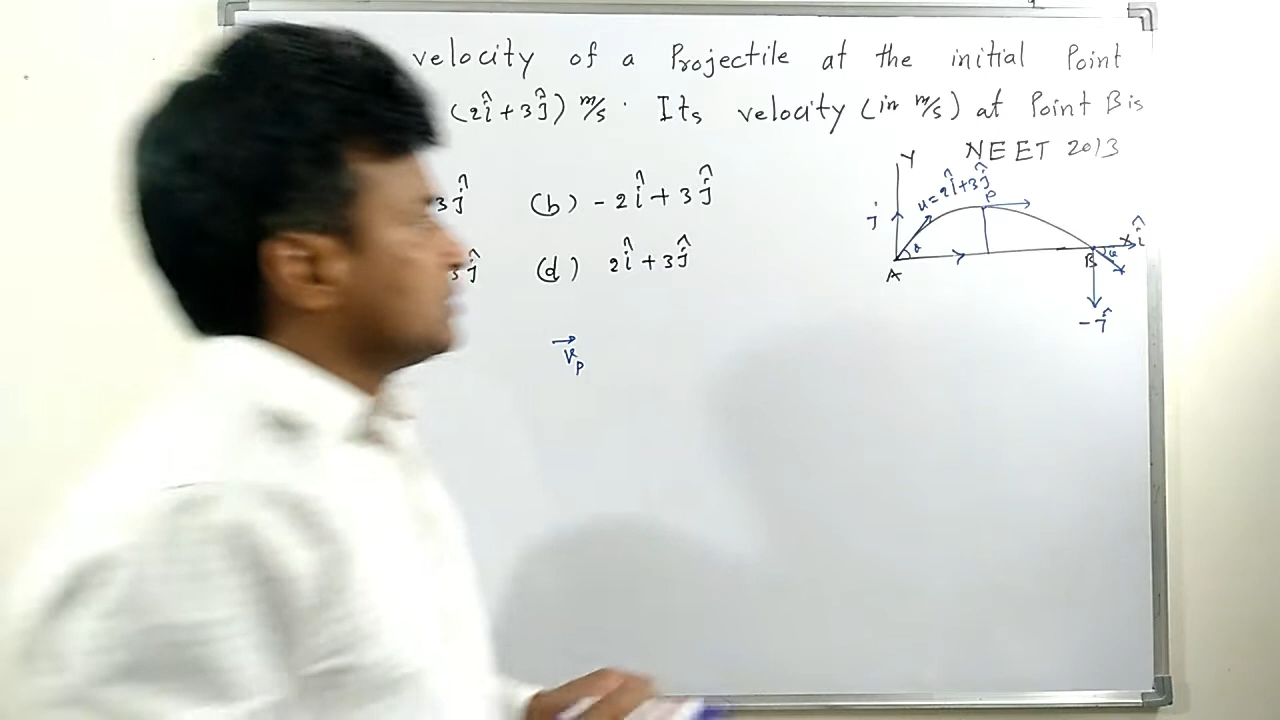 velocity of a Projectile at the initial Point
(2î+3ĵ) m/s. Its velocity (in m/s) at Point B is
NEET 2013
3ĵ (b) -2î+3ĵ
3ĵ (d) 2î+3ĵ
Y
u=2î+3ĵ
P
ĵ
θ
X î
A
B
-ĵ
v⃗p